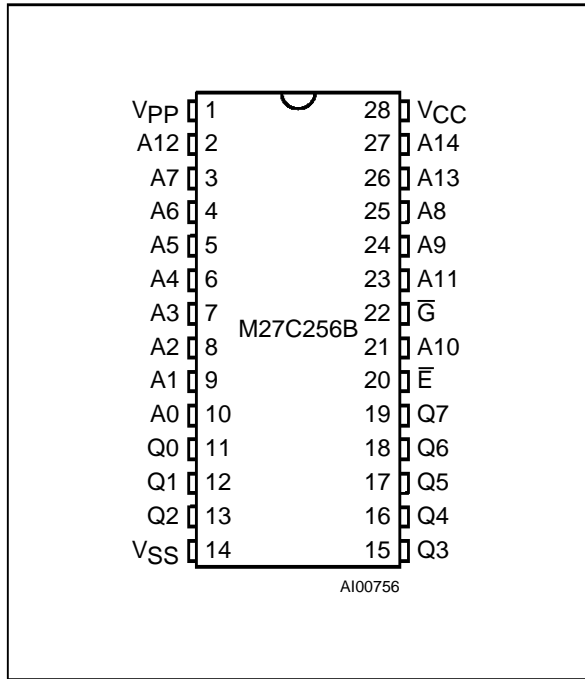 VPP 1 28 VCC
A12 2 27 A14
A7 3 26 A13
A6 4 25 A8
A5 5 24 A9
A4 6 23 A11
A3 7 22 G̅
M27C256B
A2 8 21 A10
A1 9 20 E̅
A0 10 19 Q7
Q0 11 18 Q6
Q1 12 17 Q5
Q2 13 16 Q4
VSS 14 15 Q3
AI00756